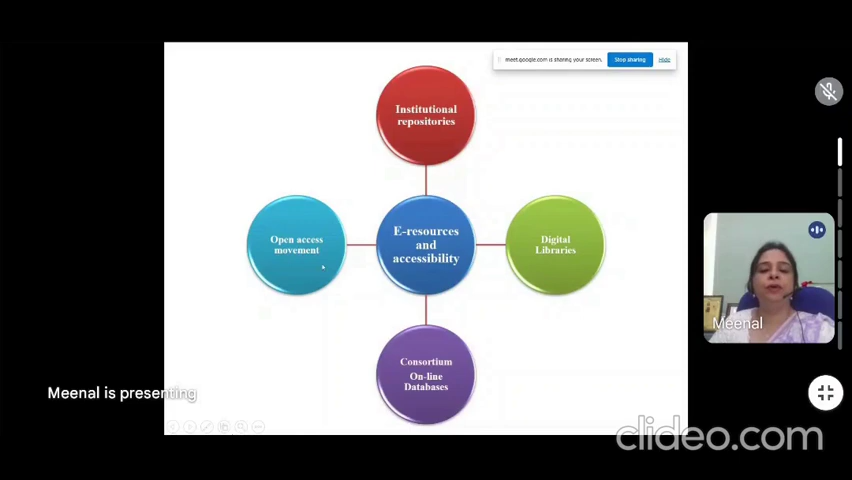 meet.google.com is sharing your screen.
Stop sharing
Hide
Institutional
repositories
Open access
movement
E-resources
and
accessibility
Digital
Libraries
Consortium
On-line
Databases
Meenal
Meenal is presenting
clideo.com